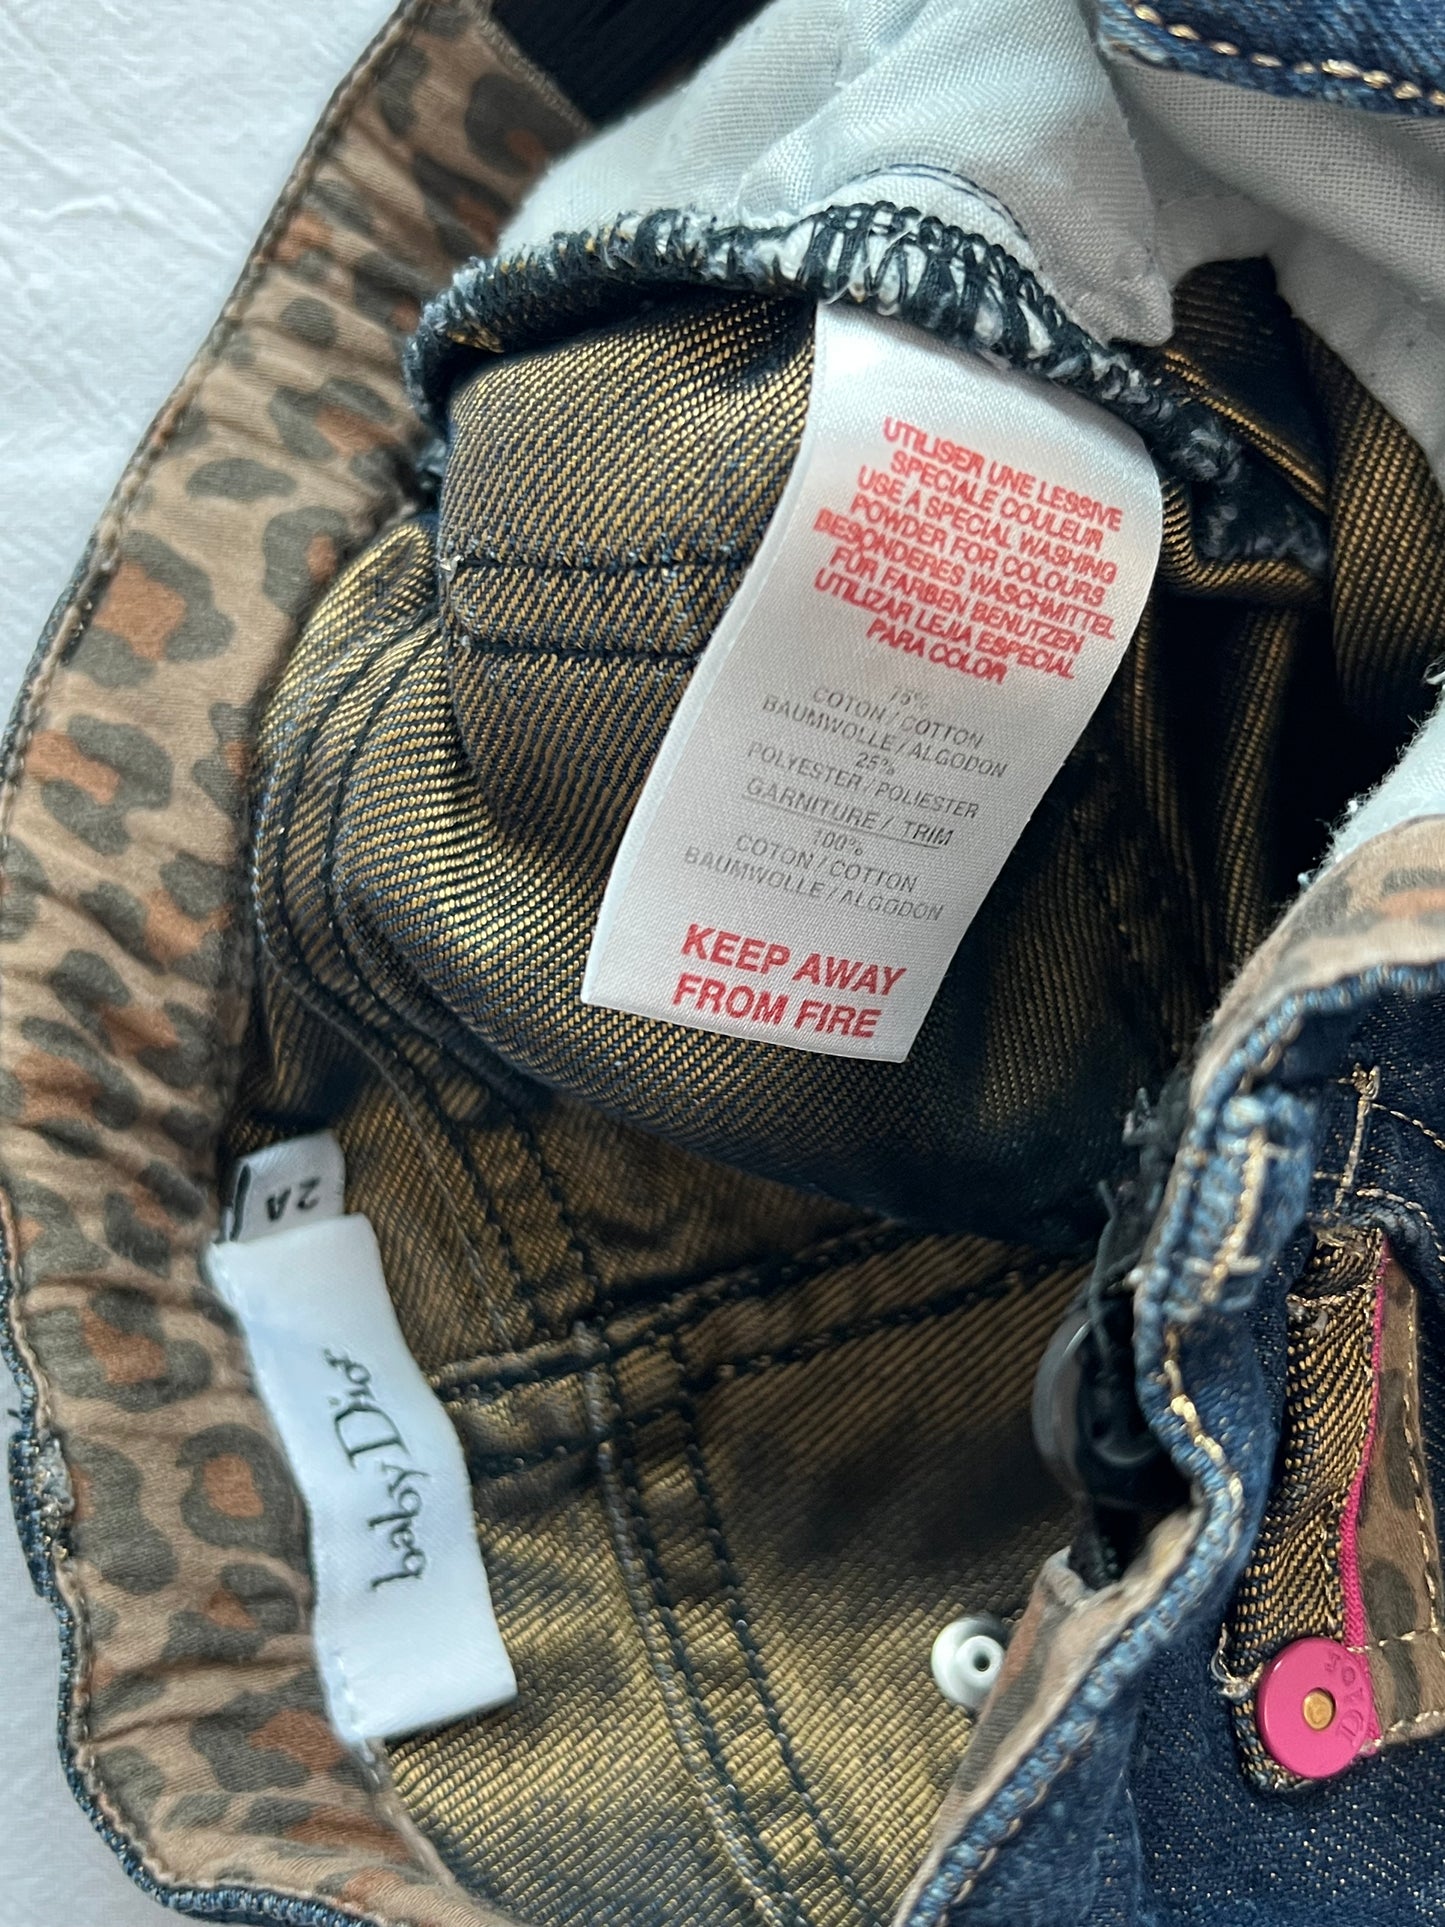 UTILISER UNE LESSIVE
SPECIALE COULEUR
USE A SPECIAL WASHING
POWDER FOR COLOURS
BESONDERES WASCHMITTEL
FÜR FARBEN BENUTZEN
UTILIZAR LEJIA ESPECIAL
PARA COLOR
75%
COTON / COTTON
BAUMWOLLE / ALGODON
25%
POLYESTER / POLIESTER
GARNITURE / TRIM
100%
COTON / COTTON
BAUMWOLLE / ALGODON
KEEP AWAY
FROM FIRE
2A
baby Dior
Dior